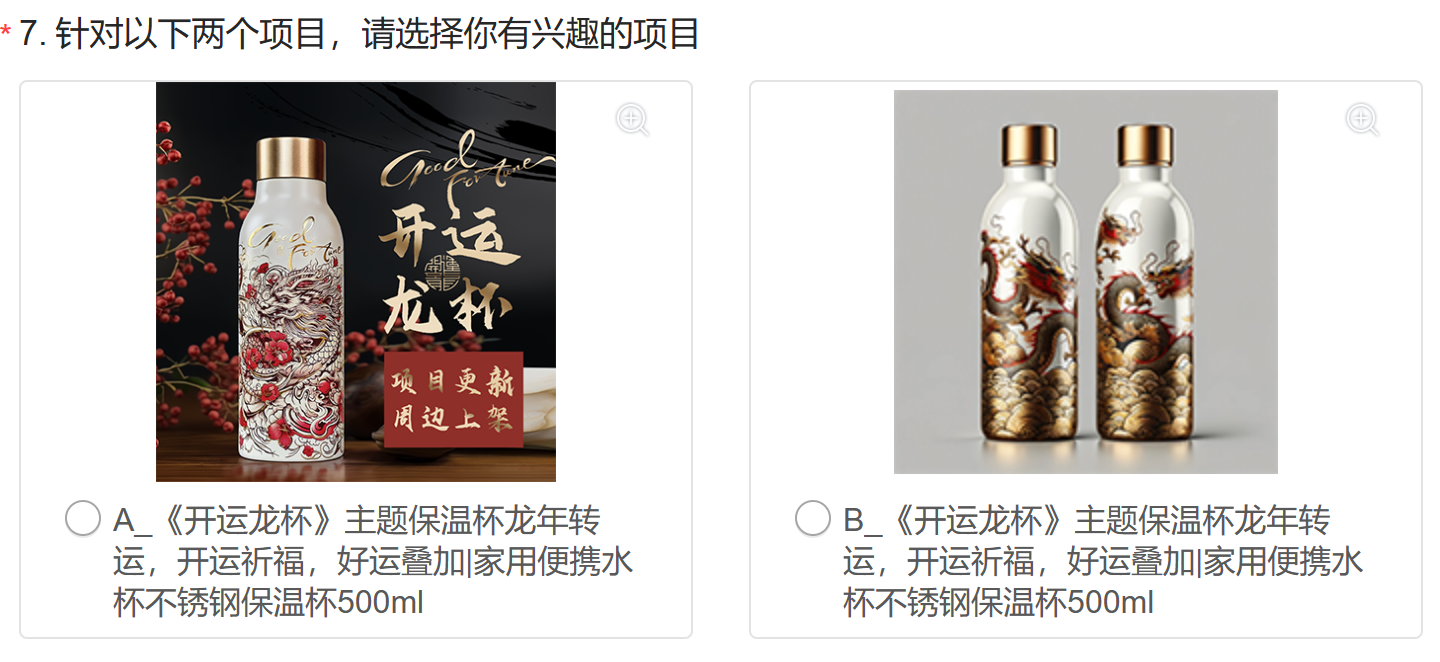 * 7. 针对以下两个项目，请选择你有兴趣的项目
Good
Fortune
开运
龙杯
项目更新
周边上架
Good
Fortune
A_《开运龙杯》主题保温杯龙年转
运，开运祈福，好运叠加|家用便携水
杯不锈钢保温杯500ml
B_《开运龙杯》主题保温杯龙年转
运，开运祈福，好运叠加|家用便携水
杯不锈钢保温杯500ml